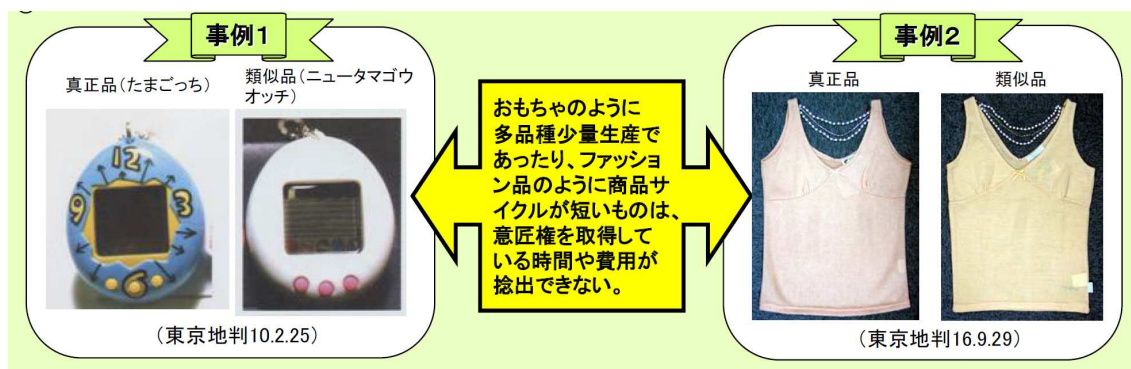 事例1
真正品(たまごっち)
類似品(ニュータマゴウ
オッチ)
12
3
6
9
(東京地判10.2.25)
おもちゃのように
多品種少量生産で
あったり、ファッショ
ン品のように商品サ
イクルが短いものは、
意匠権を取得して
いる時間や費用が
捻出できない。
事例2
真正品
類似品
(東京地判16.9.29)